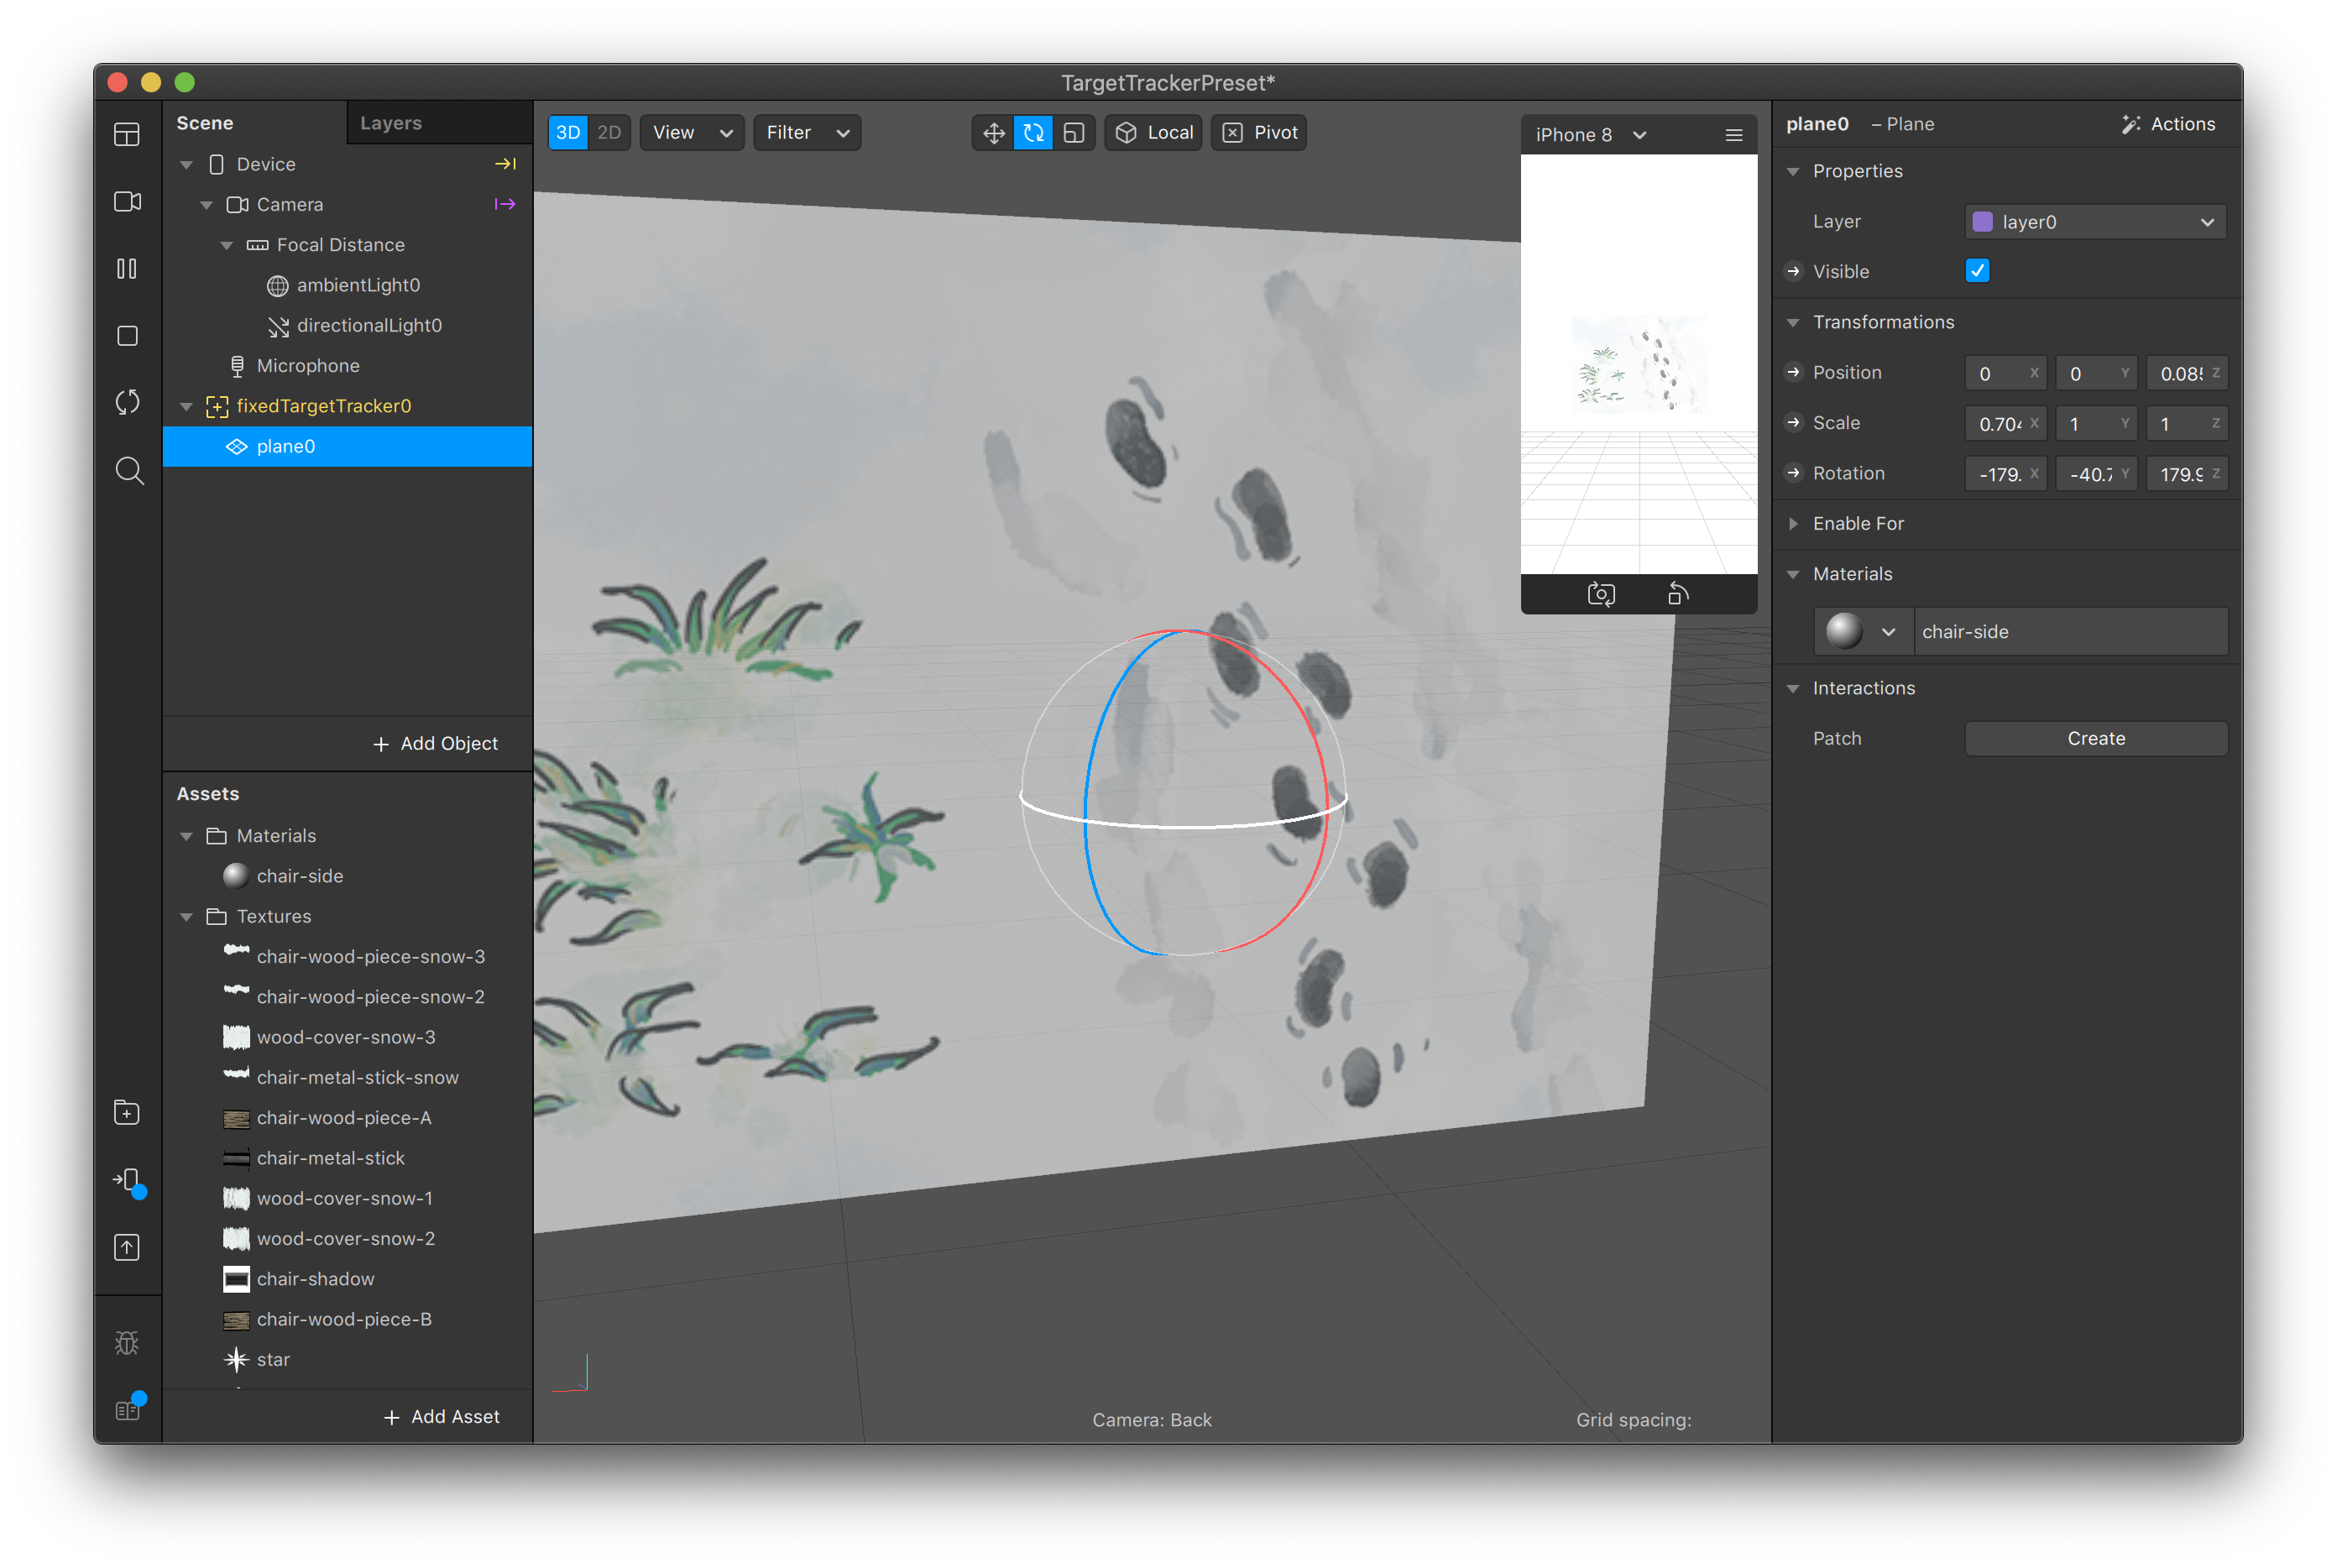 TargetTrackerPreset*
Scene
Layers
Device
Camera
Focal Distance
ambientLight0
directionalLight0
Microphone
fixedTargetTracker0
plane0
Add Object
Assets
Materials
chair-side
Textures
chair-wood-piece-snow-3
chair-wood-piece-snow-2
wood-cover-snow-3
chair-metal-stick-snow
chair-wood-piece-A
chair-metal-stick
wood-cover-snow-1
wood-cover-snow-2
chair-shadow
chair-wood-piece-B
star
Add Asset
3D 2D View Filter Local Pivot
iPhone 8
Camera: Back
Grid spacing:
plane0 – Plane Actions
Properties
Layer layer0
Visible
Transformations
Position 0 X 0 Y 0.085 Z
Scale 0.704 X 1 Y 1 Z
Rotation -179. X -40.7 Y 179.9 Z
Enable For
Materials
chair-side
Interactions
Patch Create